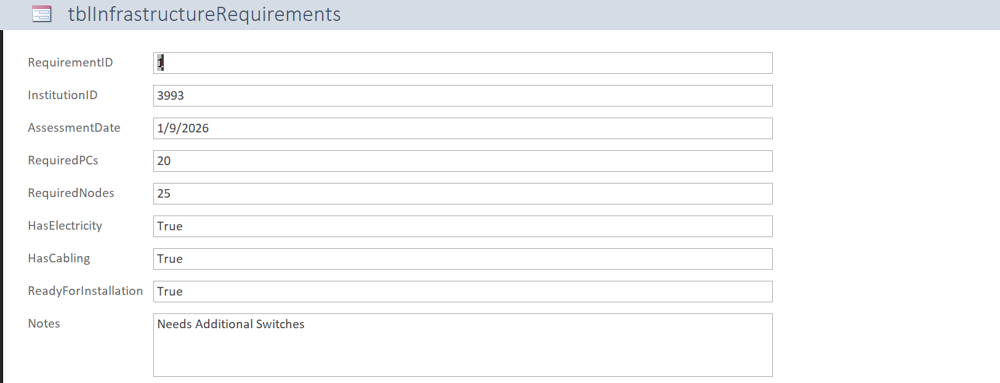 tblInfrastructureRequirements
RequirementID 1
InstitutionID 3993
AssessmentDate 1/9/2026
RequiredPCs 20
RequiredNodes 25
HasElectricity True
HasCabling True
ReadyForInstallation True
Notes Needs Additional Switches